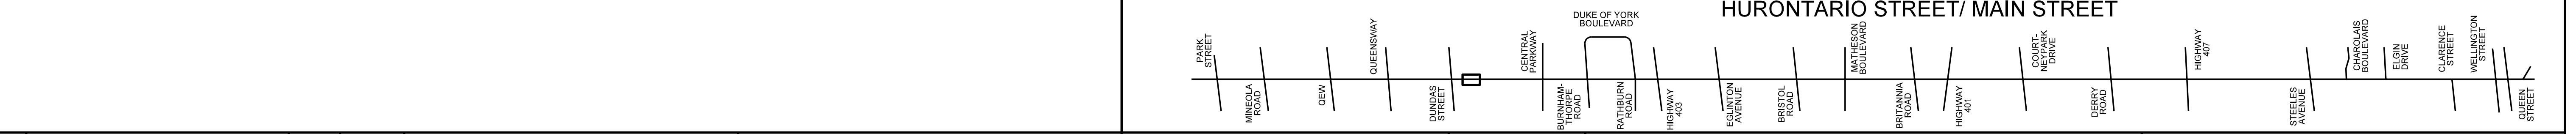 HURONTARIO STREET/ MAIN STREET
PARK
STREET
MINEOLA
ROAD
QEW
QUEENSWAY
DUNDAS
STREET
CENTRAL
PARKWAY
BURNHAM-
THORPE
ROAD
DUKE OF YORK
BOULEVARD
RATHBURN
ROAD
HIGHWAY
403
EGLINTON
AVENUE
BRISTOL
ROAD
MATHESON
BOULEVARD
BRITANNIA
ROAD
HIGHWAY
401
COURT-
NEYPARK
DRIVE
DERRY
ROAD
HIGHWAY
407
STEELES
AVENUE
CHAROLAIS
BOULEVARD
ELGIN
DRIVE
CLARENCE
STREET
WELLINGTON
STREET
QUEEN
STREET